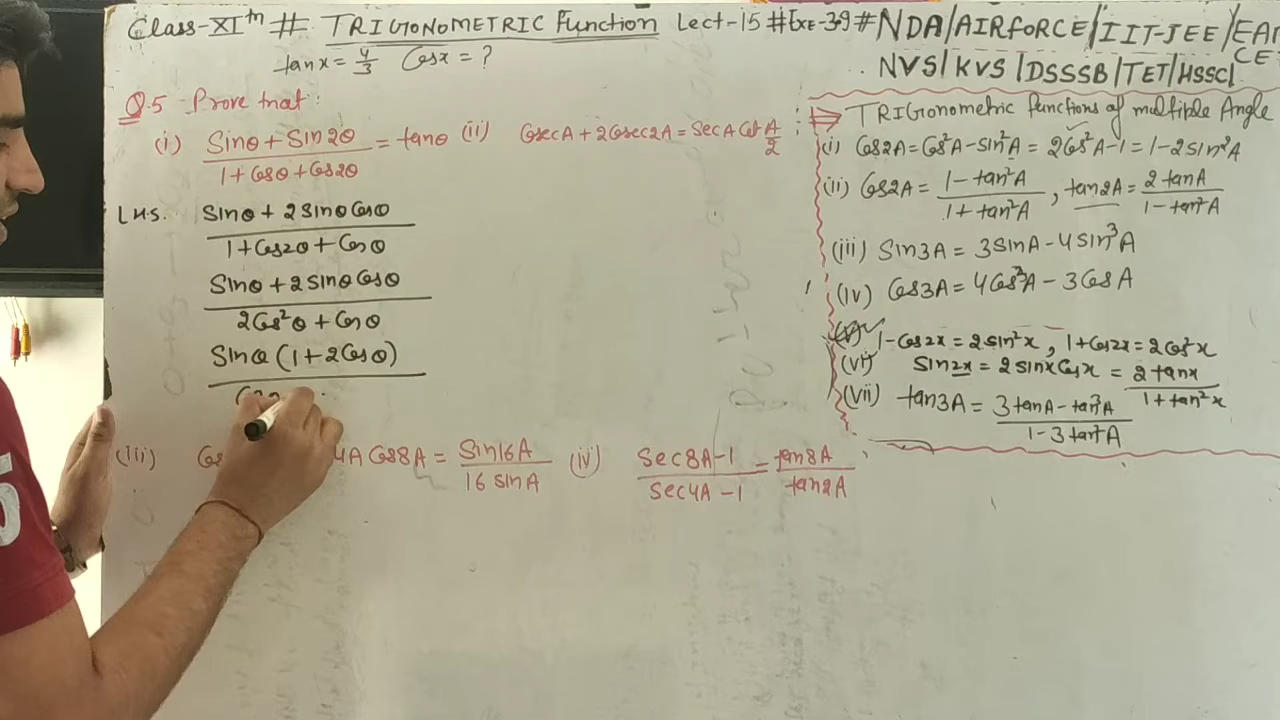 Class-XIth # TRIGONOMETRIC Function Lect-15 #Exe-39 # NDA/AIRFORCE/IIT-JEE/EAM
CE
tanx = 4/3 Cosx = ?
NVS/KVS/DSSSB/TET/HSSC/
Q.5 Prove that:
(i) (Sinθ + Sin2θ)/(1 + Cosθ + Cos2θ) = tanθ (ii) CosecA + 2Cosec2A = SecA Cot A/2
L.H.S. (Sinθ + 2SinθCosθ)/(1 + Cos2θ + Cosθ)
(Sinθ + 2SinθCosθ)/(2Cos²θ + Cosθ)
Sinθ(1 + 2Cosθ)
(iii) 4A Cos8A = Sin16A/16 SinA (iv) (Sec8A - 1)/(Sec4A - 1) = tan8A/tan2A
⇒ TRIGonometric functions of multiple Angle
(i) Cos2A = Cos²A - Sin²A = 2Cos²A - 1 = 1 - 2Sin²A
(ii) Cos2A = (1 - tan²A)/(1 + tan²A), tan2A = 2tanA/(1 - tan²A)
(iii) Sin3A = 3SinA - 4Sin³A
(iv) Cos3A = 4Cos³A - 3CosA
(v) 1 - Cos2x = 2Sin²x, 1 + Cos2x = 2Cos²x
(vi) Sin2x = 2SinxCosx = 2tanx/(1 + tan²x)
(vii) tan3A = (3tanA - tan³A)/(1 - 3tan²A)